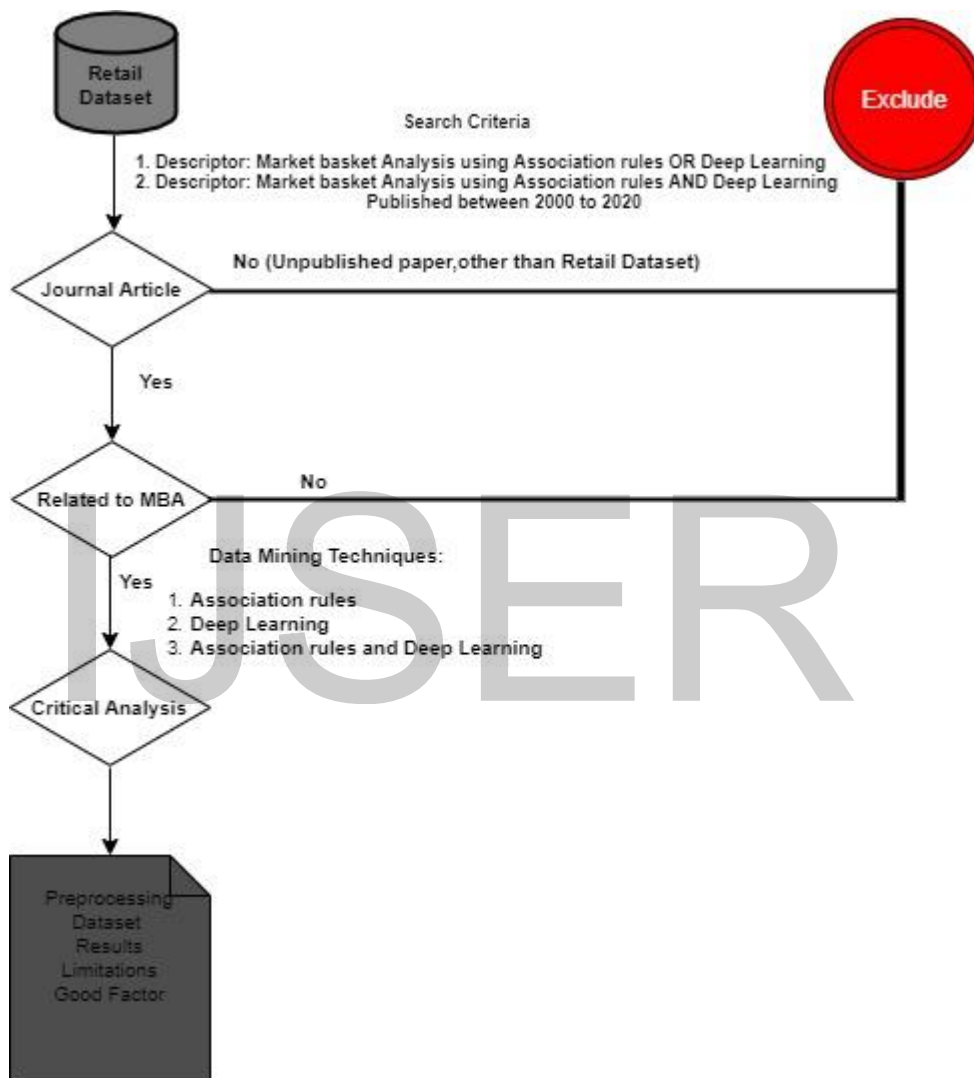 Retail
Dataset
Exclude
Search Criteria
1. Descriptor: Market basket Analysis using Association rules OR Deep Learning
2. Descriptor: Market basket Analysis using Association rules AND Deep Learning
Published between 2000 to 2020
No (Unpublished paper,other than Retail Dataset)
Journal Article
Yes
No
Related to MBA
Data Mining Techniques:
Yes
1. Association rules
2. Deep Learning
3. Association rules and Deep Learning
IJSER
Critical Analysis
Preprocessing
Dataset
Results
Limitations
Good Factor